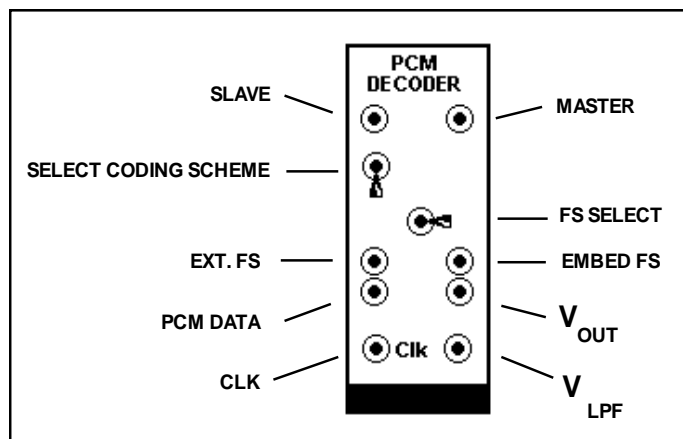 PCM
DECODER
SLAVE
MASTER
SELECT CODING SCHEME
FS SELECT
EXT. FS
EMBED FS
PCM DATA
VOUT
CLK
Clk
VLPF